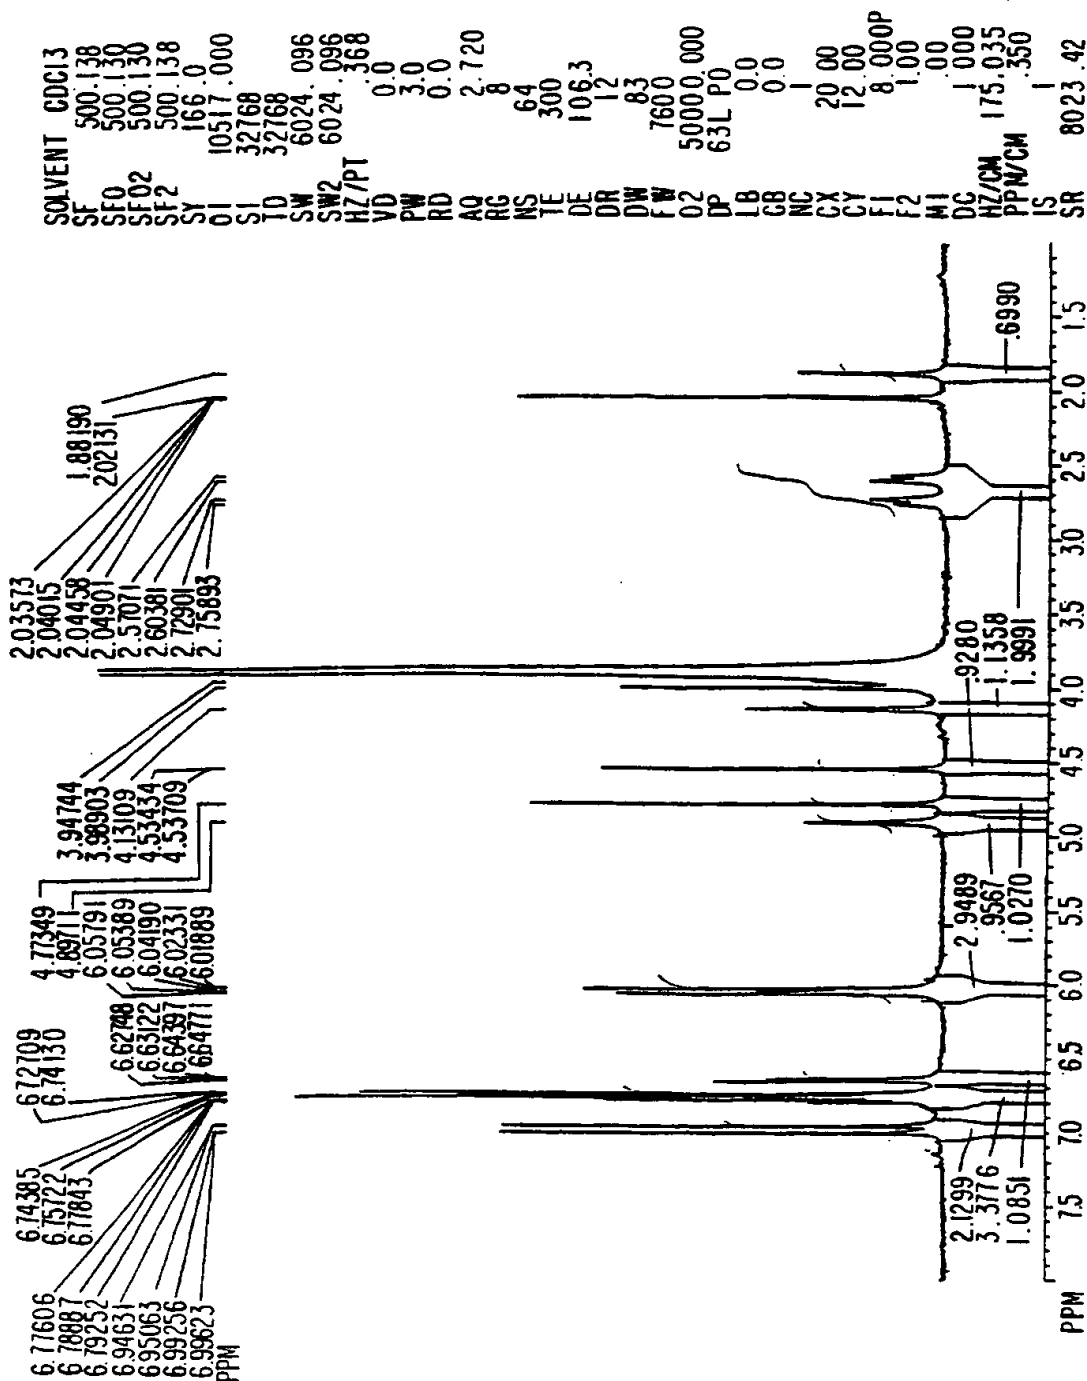 SOLVENT CDCl3
SF 500.138
SFO 500.130
SFO2 500.130
SF2 500.138
SY 166.0
O1 10517.000
SI 32768
TD 32768
SW 6024.096
SW2 6024.096
HZ/PT .368
VD 0.0
PW 3.0
RD 0.0
AQ 2.720
RG 8
NS 64
TE 300
DE 106.3
DR 12
DW 83
FW 7600
O2 50000.000
DP 63L PO
LB 0.0
GB 0.0
NC 1
CX 20.00
CY 12.00
F1 8.000P
F2 1.00
M1 .00
DC 1.000
HZ/CM 175.035
PPM/CM .350
IS 1
SR 8023.42
6.77606
6.78887
6.79252
6.94631
6.95063
6.99256
6.99623
PPM
6.74385
6.75722
6.77843
6.72709
6.74130
6.62748
6.63122
6.64397
6.64771
4.77349
4.89711
6.05791
6.05389
6.04190
6.02331
6.01889
3.94744
3.98903
4.13109
4.53434
4.53709
2.03573
2.04015
2.04458
2.04901
2.57071
2.60381
2.72901
2.75893
1.88190
2.02131
2.1299
3.3776
1.0851
2.9489
.9567
1.0270
.9280
1.1358
1.9991
.6990
PPM 7.5 7.0 6.5 6.0 5.5 5.0 4.5 4.0 3.5 3.0 2.5 2.0 1.5